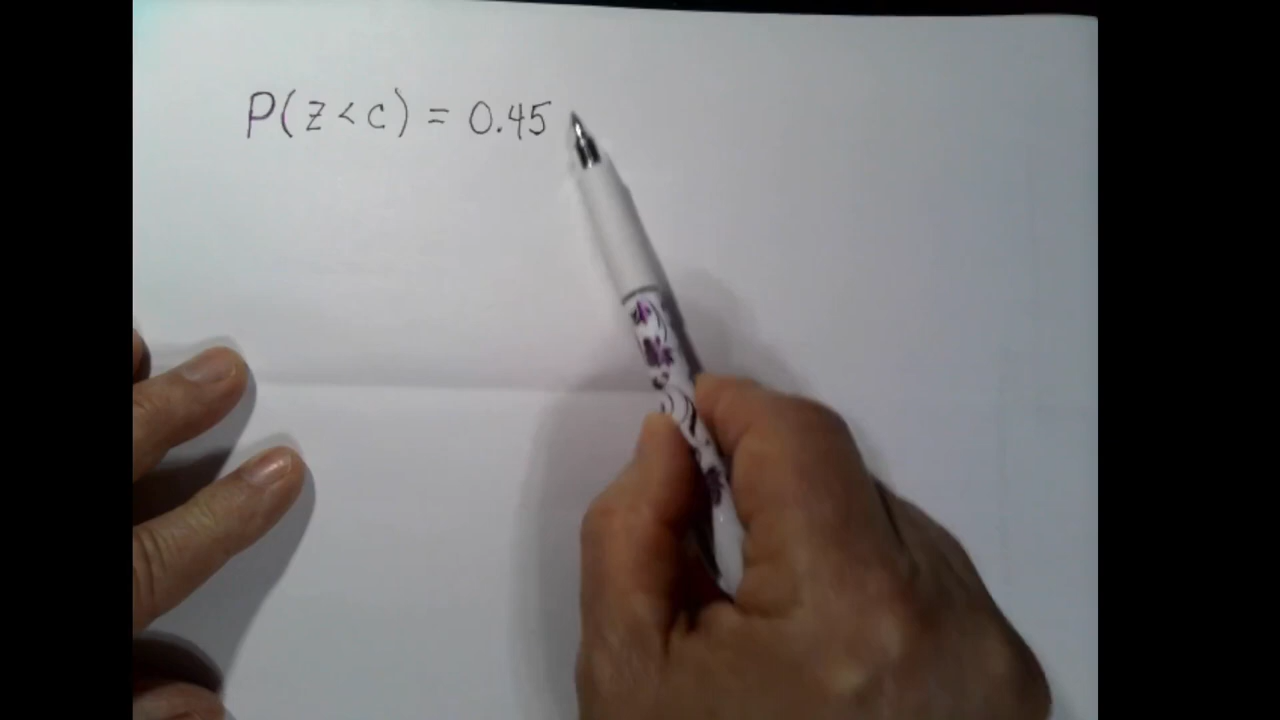 P(z < c) = 0.45